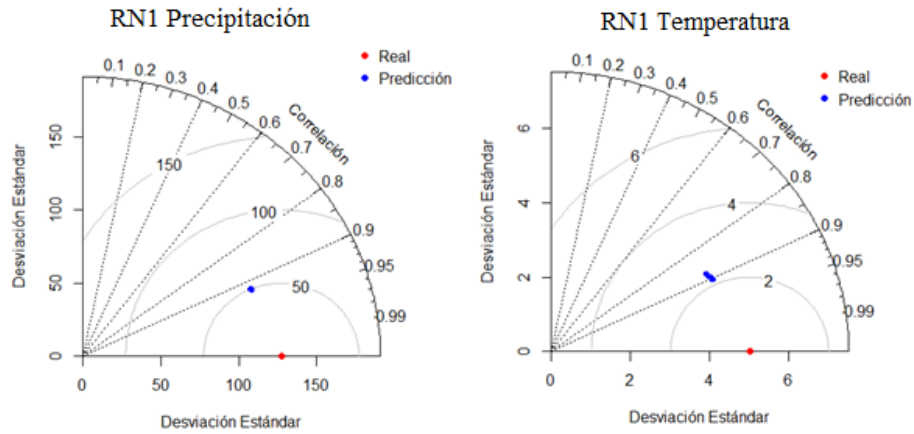 RN1 Precipitación
Real
Predicción
Correlación
0.1 0.2 0.3 0.4 0.5 0.6 0.7 0.8 0.9 0.95 0.99
150
100
50
Desviación Estándar
150
100
50
0
0 50 100 150
Desviación Estándar
RN1 Temperatura
Real
Predicción
Correlación
0.1 0.2 0.3 0.4 0.5 0.6 0.7 0.8 0.9 0.95 0.99
6
4
2
Desviación Estándar
6
4
2
0
0 2 4 6
Desviación Estándar